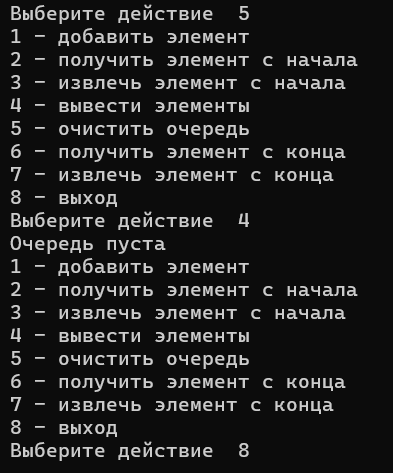 Выберите действие  5
1 – добавить элемент
2 – получить элемент с начала
3 – извлечь элемент с начала
4 – вывести элементы
5 – очистить очередь
6 – получить элемент с конца
7 – извлечь элемент с конца
8 – выход
Выберите действие  4
Очередь пуста
1 – добавить элемент
2 – получить элемент с начала
3 – извлечь элемент с начала
4 – вывести элементы
5 – очистить очередь
6 – получить элемент с конца
7 – извлечь элемент с конца
8 – выход
Выберите действие  8